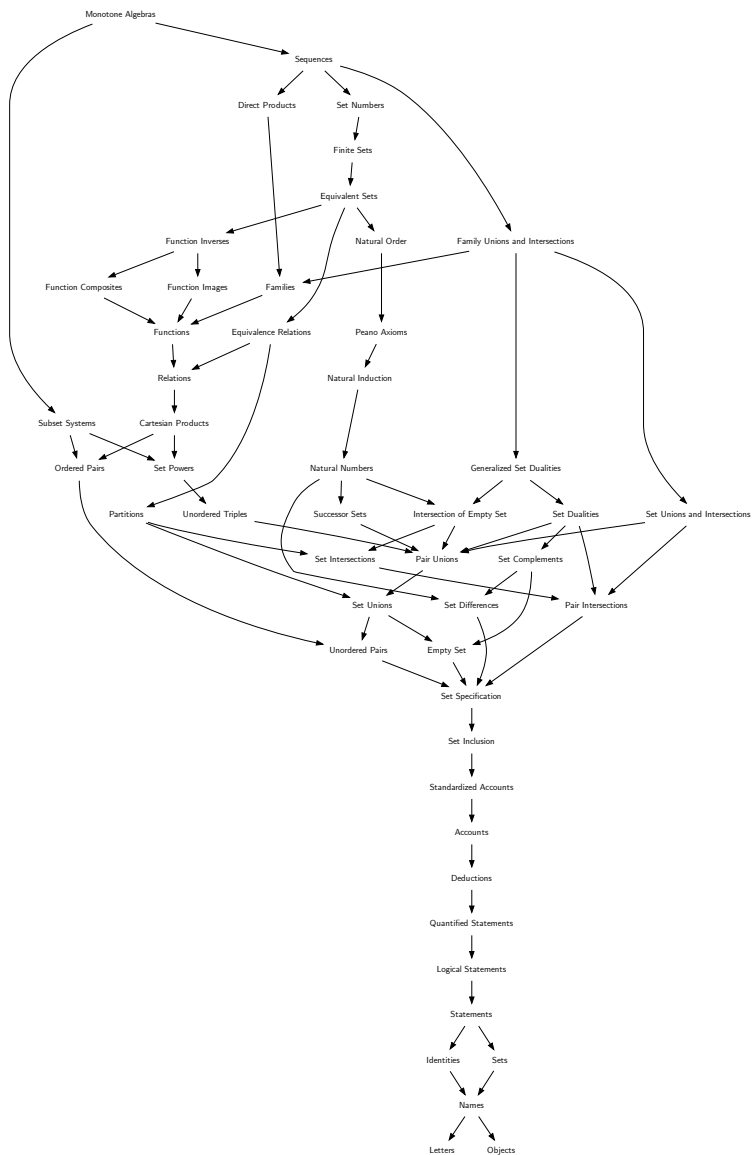 Monotone Algebras
Sequences
Direct Products
Set Numbers
Finite Sets
Equivalent Sets
Function Inverses
Natural Order
Family Unions and Intersections
Function Composites
Function Images
Families
Functions
Equivalence Relations
Peano Axioms
Relations
Natural Induction
Subset Systems
Cartesian Products
Ordered Pairs
Set Powers
Natural Numbers
Generalized Set Dualities
Partitions
Unordered Triples
Successor Sets
Intersection of Empty Set
Set Dualities
Set Unions and Intersections
Set Intersections
Pair Unions
Set Complements
Set Unions
Set Differences
Pair Intersections
Unordered Pairs
Empty Set
Set Specification
Set Inclusion
Standardized Accounts
Accounts
Deductions
Quantified Statements
Logical Statements
Statements
Identities
Sets
Names
Letters
Objects